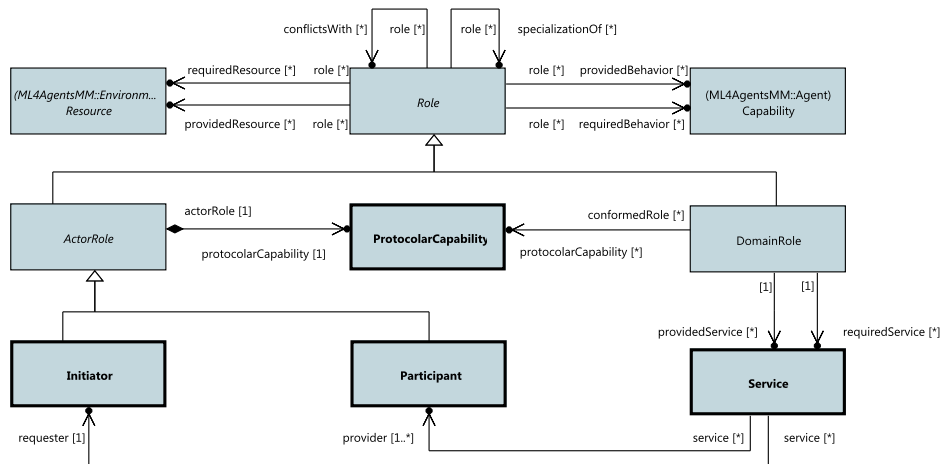 conflictsWith [*] role [*] role [*] specializationOf [*]
requiredResource [*] role [*] role [*] providedBehavior [*]
(ML4AgentsMM::Environm...
Resource
Role
(ML4AgentsMM::Agent)
Capability
providedResource [*] role [*] role [*] requiredBehavior [*]
actorRole [1] conformedRole [*]
ActorRole ProtocolarCapability DomainRole
protocolarCapability [1] protocolarCapability [*]
[1] [1]
providedService [*] requiredService [*]
Initiator Participant Service
requester [1] provider [1..*] service [*] service [*]